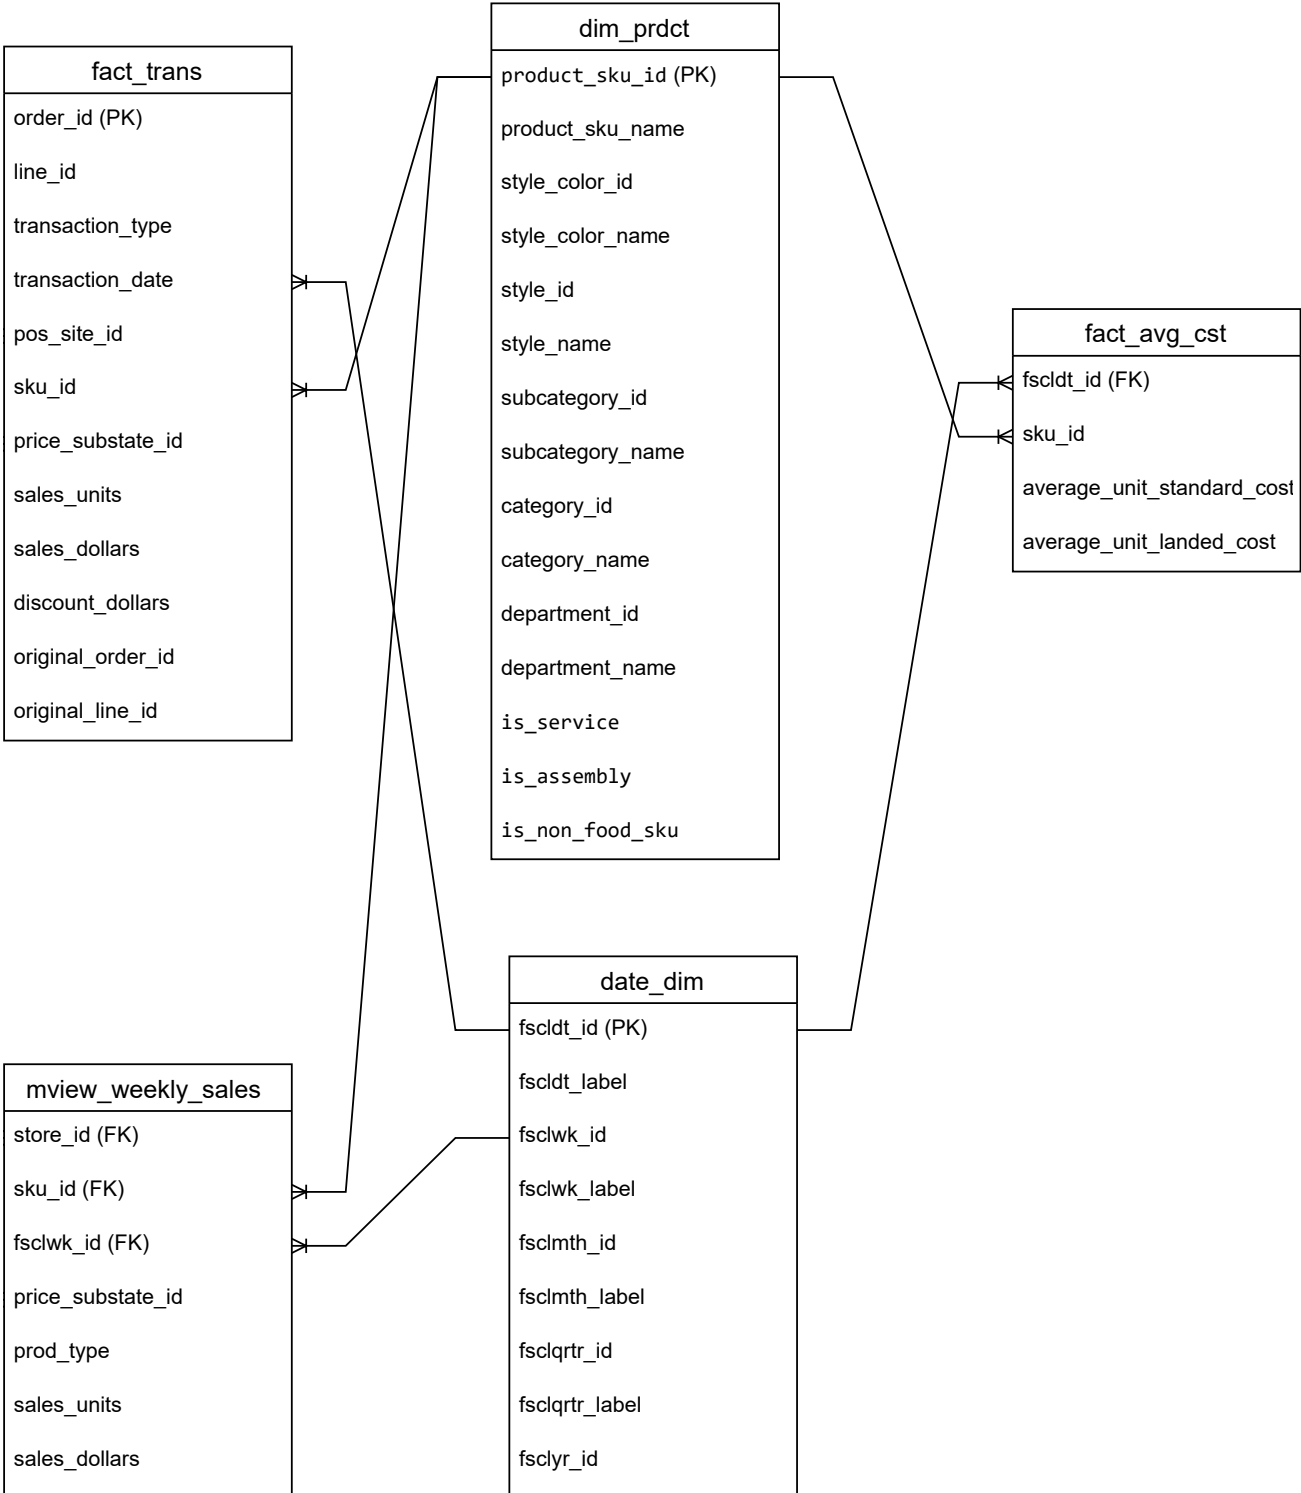 dim_prdct
product_sku_id (PK)
product_sku_name
style_color_id
style_color_name
style_id
style_name
subcategory_id
subcategory_name
category_id
category_name
department_id
department_name
is_service
is_assembly
is_non_food_sku
fact_trans
order_id (PK)
line_id
transaction_type
transaction_date
pos_site_id
sku_id
price_substate_id
sales_units
sales_dollars
discount_dollars
original_order_id
original_line_id
fact_avg_cst
fscldt_id (FK)
sku_id
average_unit_standard_cost
average_unit_landed_cost
date_dim
fscldt_id (PK)
fscldt_label
fsclwk_id
fsclwk_label
fsclmth_id
fsclmth_label
fsclqrtr_id
fsclqrtr_label
fsclyr_id
mview_weekly_sales
store_id (FK)
sku_id (FK)
fsclwk_id (FK)
price_substate_id
prod_type
sales_units
sales_dollars